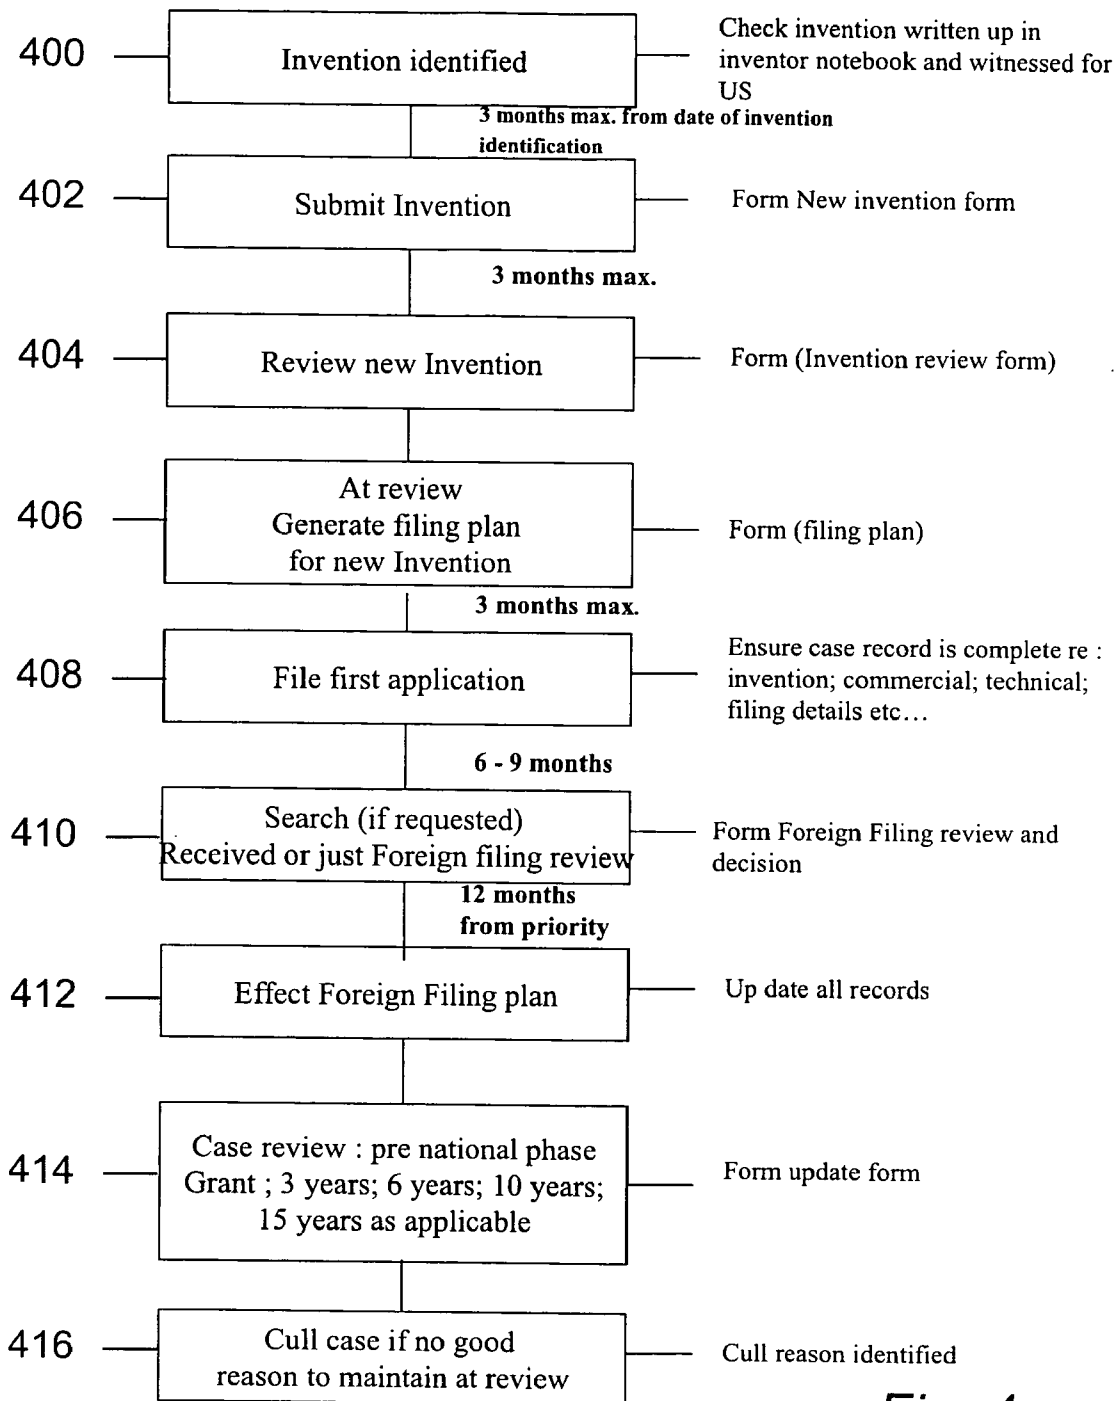 400
Invention identified
Check invention written up in
inventor notebook and witnessed for
US
3 months max. from date of invention
identification
402
Submit Invention
Form New invention form
3 months max.
404
Review new Invention
Form (Invention review form)
406
At review
Generate filing plan
for new Invention
Form (filing plan)
3 months max.
408
File first application
Ensure case record is complete re :
invention; commercial; technical;
filing details etc...
6 - 9 months
410
Search (if requested)
Received or just Foreign filing review
Form Foreign Filing review and
decision
12 months
from priority
412
Effect Foreign Filing plan
Up date all records
414
Case review : pre national phase
Grant ; 3 years; 6 years; 10 years;
15 years as applicable
Form update form
416
Cull case if no good
reason to maintain at review
Cull reason identified